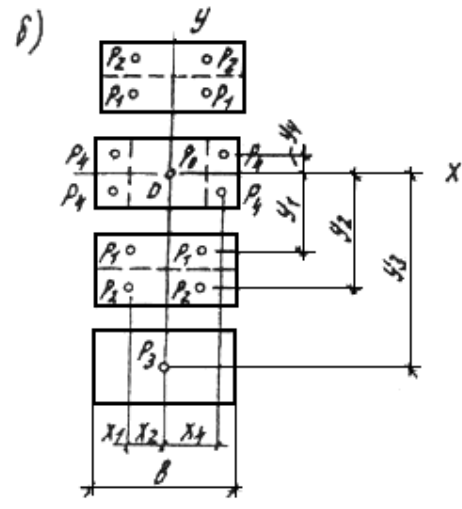 б) y
P2 P2
P1 P1
P4 P0 P4 y4
D x
P4 P4 y1
y2
P1 P1 y3
P2 P2
P3
x1 x2 x4
в